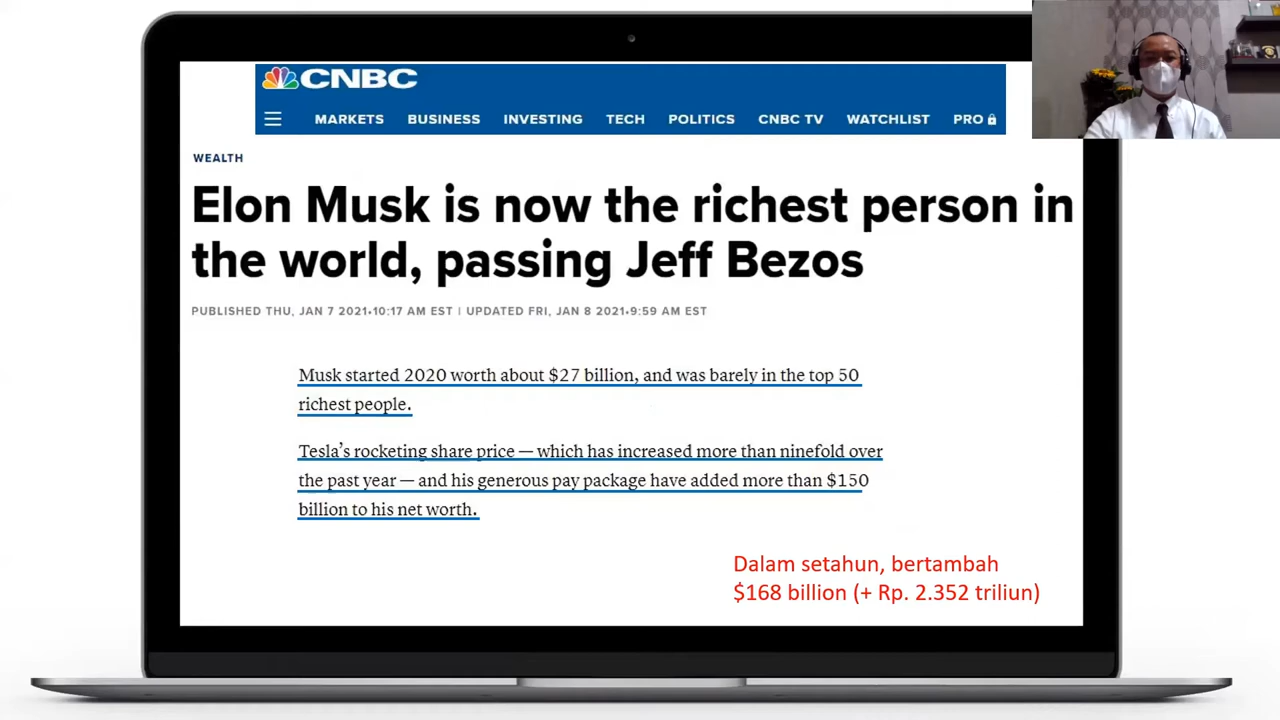 CNBC
MARKETS BUSINESS INVESTING TECH POLITICS CNBC TV WATCHLIST PRO
WEALTH
Elon Musk is now the richest person in
the world, passing Jeff Bezos
PUBLISHED THU, JAN 7 2021•10:17 AM EST | UPDATED FRI, JAN 8 2021•9:59 AM EST
Musk started 2020 worth about $27 billion, and was barely in the top 50
richest people.
Tesla’s rocketing share price — which has increased more than ninefold over
the past year — and his generous pay package have added more than $150
billion to his net worth.
Dalam setahun, bertambah
$168 billion (+ Rp. 2.352 triliun)